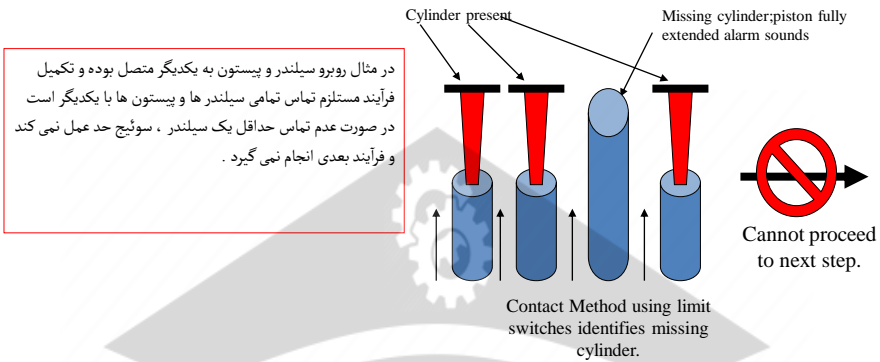 Cylinder present
Missing cylinder;piston fully
extended alarm sounds
در مثال روبرو سیلندر و پیستون به یکدیگر متصل بوده و تکمیل
فرآیند مستلزم تماس تمامی سیلندر ها و پیستون ها با یکدیگر است
در صورت عدم تماس حداقل یک سیلندر ، سوئیچ حد عمل نمی کند
و فرآیند بعدی انجام نمی گیرد .
Cannot proceed
to next step.
Contact Method using limit
switches identifies missing
cylinder.